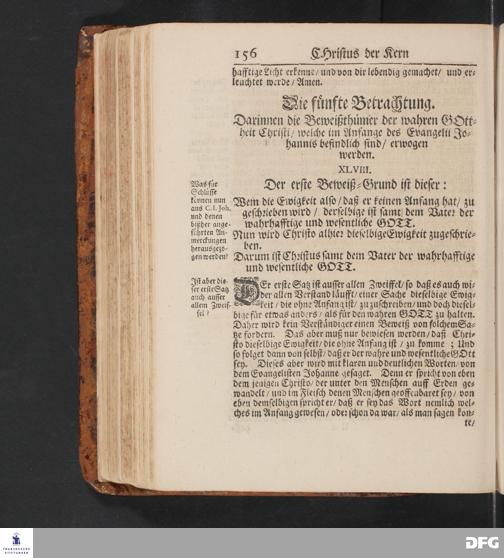 156 CHristus der Kern
hafftige Licht erkenne / und von dir lebendig gemachet / und er-
leuchtet werde / Amen.
Die fünfte Betrachtung.
Darinnen die Beweißthümer der wahren GOtt-
heit Christi / welche im Anfange des Evangelii Jo-
hannis befindlich sind / erwogen
werden.
XLVIII.
Was für
Schlüsse
können nun
aus C. I. Joh.
und denen
bißher ange-
führten An-
merckungen
heraus gezo-
gen werden?
Der erste Beweiß-Grund ist dieser:
Wem die Ewigkeit also / daß er keinen Anfang hat / zu
geschrieben wird / derselbige ist samt dem Vater der
wahrhafftige und wesentliche GOTT.
Nun wird Christo alhier dieselbige Ewigkeit zugeschrie-
ben.
Darum ist Christus samt dem Vater der wahrhafftige
und wesentliche GOTT.
Ist aber die-
ser erste Satz
auch ausser
allem Zweif-
fel?
DEr erste Satz ist ausser allen Zweiffel / so daß es auch wi-
der allen Verstand läufft / einer Sache dieselbige Ewig-
keit / die ohne Anfang ist / zu zuschreiben / und doch diesel-
bige für etwas anders / als für den wahren GOTT zu halten.
Daher wird kein Verständiger einen Beweiß von solchem Sa-
tze fordern. Das aber muß nur bewiesen werden / daß Chri-
sto dieselbige Ewigkeit / die ohne Anfang ist / zu komme; Und
so folget dann von selbst / daß er der wahre und wesentliche GOtt
sey. Dieses aber wird mit klaren und deutlichen Worten / von
dem Evangelisten Johanne gesaget. Denn er spricht von eben
dem jenigen Christo / der unter den Menschen auff Erden ge-
wandelt / und im Fleisch denen Menschen geoffenbaret sey / von
eben demselbigen spricht er / daß er sey das Wort nemlich wel-
ches im Anfang gewesen / oder schon da war / als man sagen kon-
te /
FRANCKESCHE
STIFTUNGEN
DFG